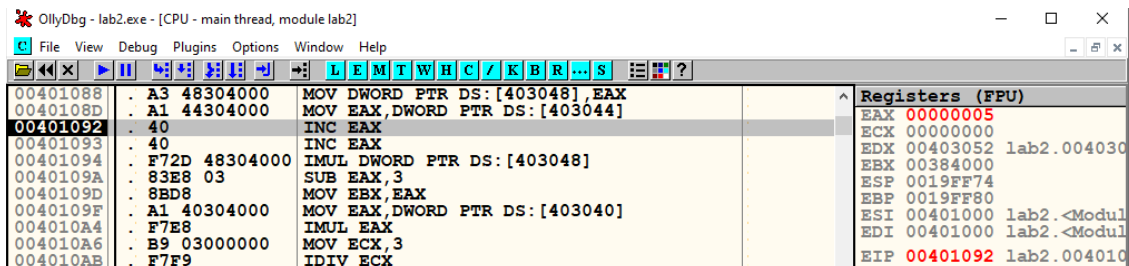 OllyDbg - lab2.exe - [CPU - main thread, module lab2]
C File View Debug Plugins Options Window Help
L E M T W H C / K B R ... S ?
00401088 . A3 48304000 MOV DWORD PTR DS:[403048],EAX
0040108D . A1 44304000 MOV EAX,DWORD PTR DS:[403044]
00401092 . 40 INC EAX
00401093 . 40 INC EAX
00401094 . F72D 48304000 IMUL DWORD PTR DS:[403048]
0040109A . 83E8 03 SUB EAX,3
0040109D . 8BD8 MOV EBX,EAX
0040109F . A1 40304000 MOV EAX,DWORD PTR DS:[403040]
004010A4 . F7E8 IMUL EAX
004010A6 . B9 03000000 MOV ECX,3
004010AB . F7F9 IDIV ECX
Registers (FPU)
EAX 00000005
ECX 00000000
EDX 00403052 lab2.004030
EBX 00384000
ESP 0019FF74
EBP 0019FF80
ESI 00401000 lab2.<Modul
EDI 00401000 lab2.<Modul
EIP 00401092 lab2.004010